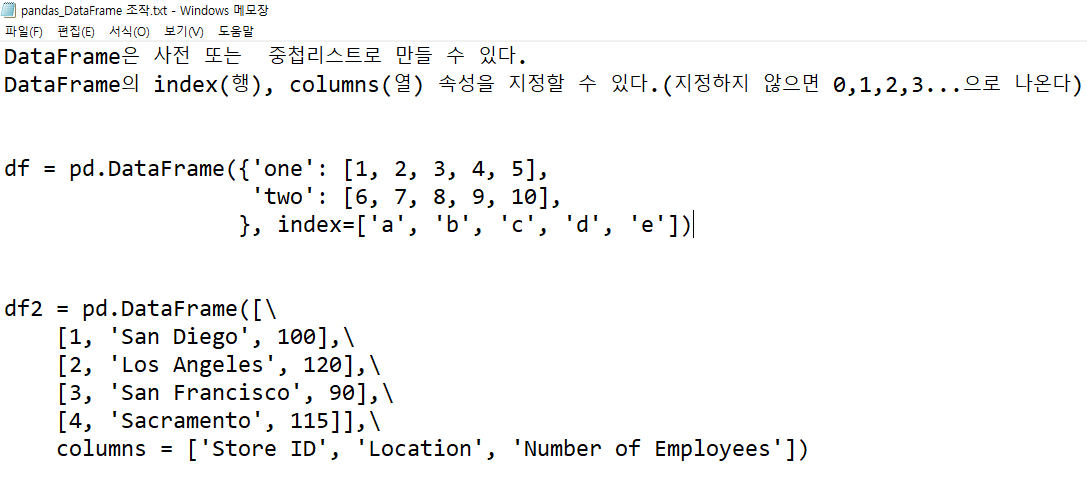 pandas_DataFrame 조작.txt - Windows 메모장
파일(F) 편집(E) 서식(O) 보기(V) 도움말
DataFrame은 사전 또는  중첩리스트로 만들 수 있다.
DataFrame의 index(행), columns(열) 속성을 지정할 수 있다.(지정하지 않으면 0,1,2,3...으로 나온다)
df = pd.DataFrame({'one': [1, 2, 3, 4, 5],
                   'two': [6, 7, 8, 9, 10],
                  }, index=['a', 'b', 'c', 'd', 'e'])
df2 = pd.DataFrame([\
    [1, 'San Diego', 100],\
    [2, 'Los Angeles', 120],\
    [3, 'San Francisco', 90],\
    [4, 'Sacramento', 115]],\
    columns = ['Store ID', 'Location', 'Number of Employees'])